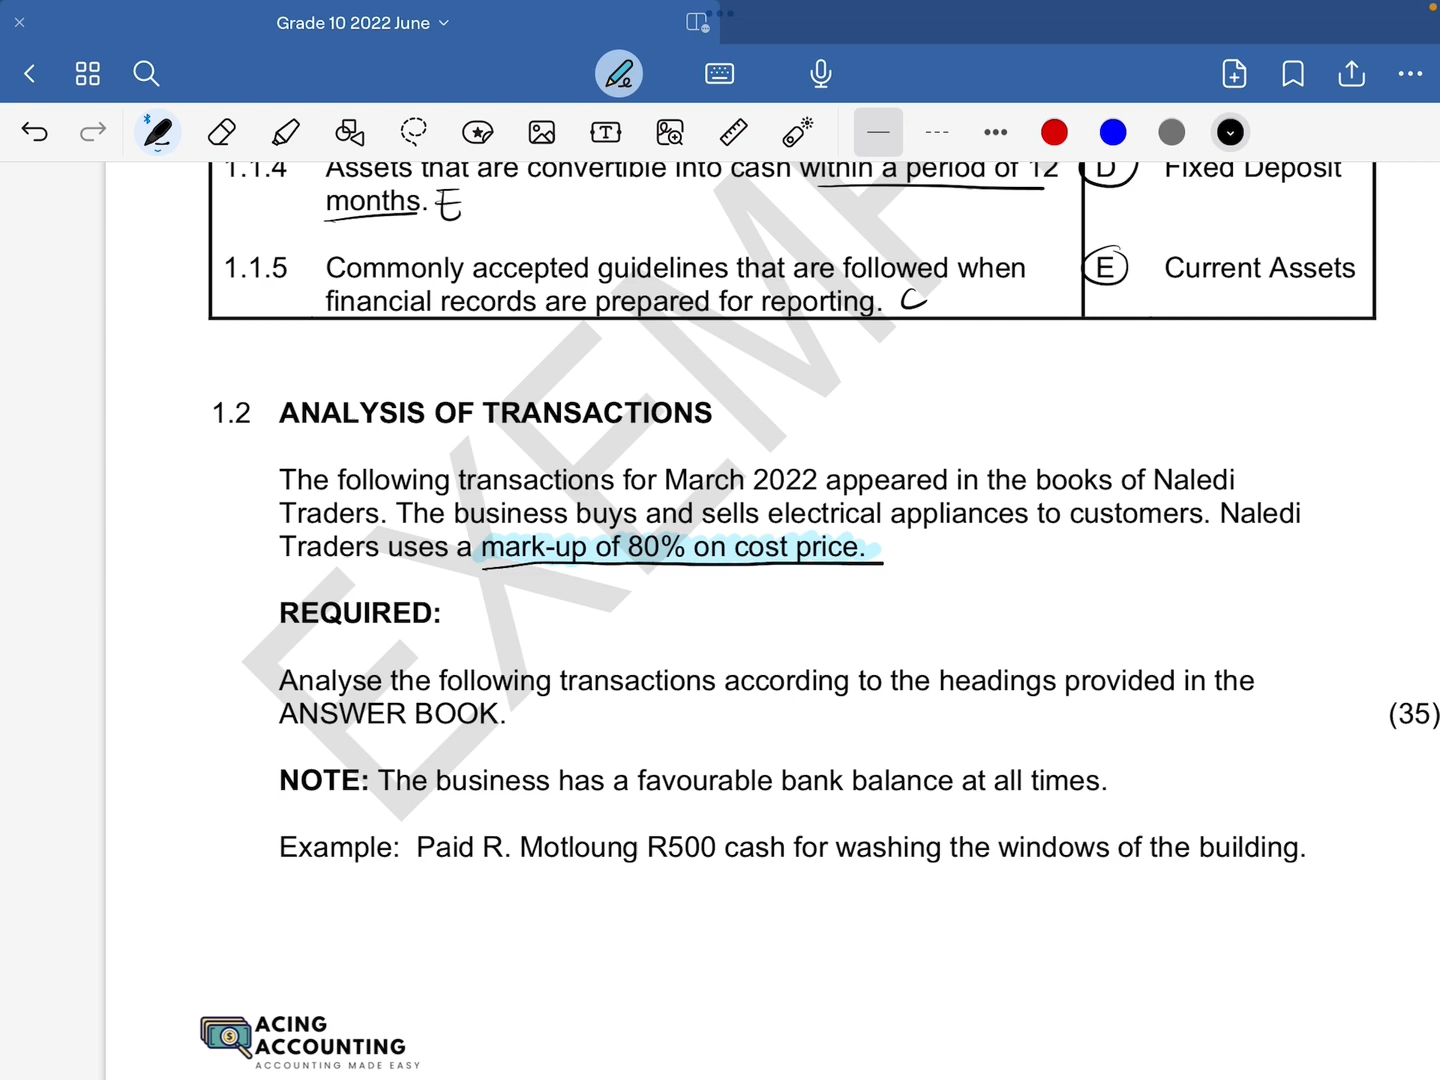 Grade 10 2022 June
1.1.4 Assets that are convertible into cash within a period of 12 D Fixed Deposit
months. E
1.1.5 Commonly accepted guidelines that are followed when E Current Assets
financial records are prepared for reporting. C
1.2 ANALYSIS OF TRANSACTIONS
The following transactions for March 2022 appeared in the books of Naledi
Traders. The business buys and sells electrical appliances to customers. Naledi
Traders uses a mark-up of 80% on cost price.
REQUIRED:
Analyse the following transactions according to the headings provided in the
ANSWER BOOK.
(35)
NOTE: The business has a favourable bank balance at all times.
Example: Paid R. Motloung R500 cash for washing the windows of the building.
ACING
ACCOUNTING
ACCOUNTING MADE EASY